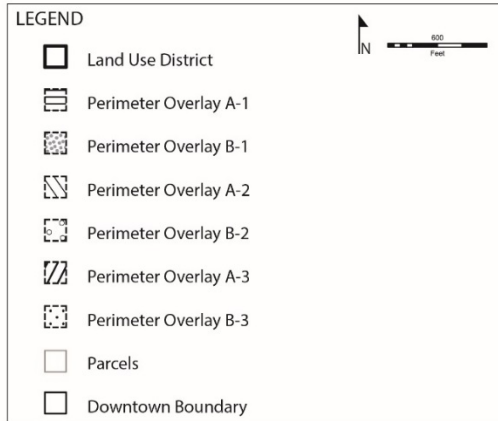 LEGEND
N
600
Feet
Land Use District
Perimeter Overlay A-1
Perimeter Overlay B-1
Perimeter Overlay A-2
Perimeter Overlay B-2
Perimeter Overlay A-3
Perimeter Overlay B-3
Parcels
Downtown Boundary